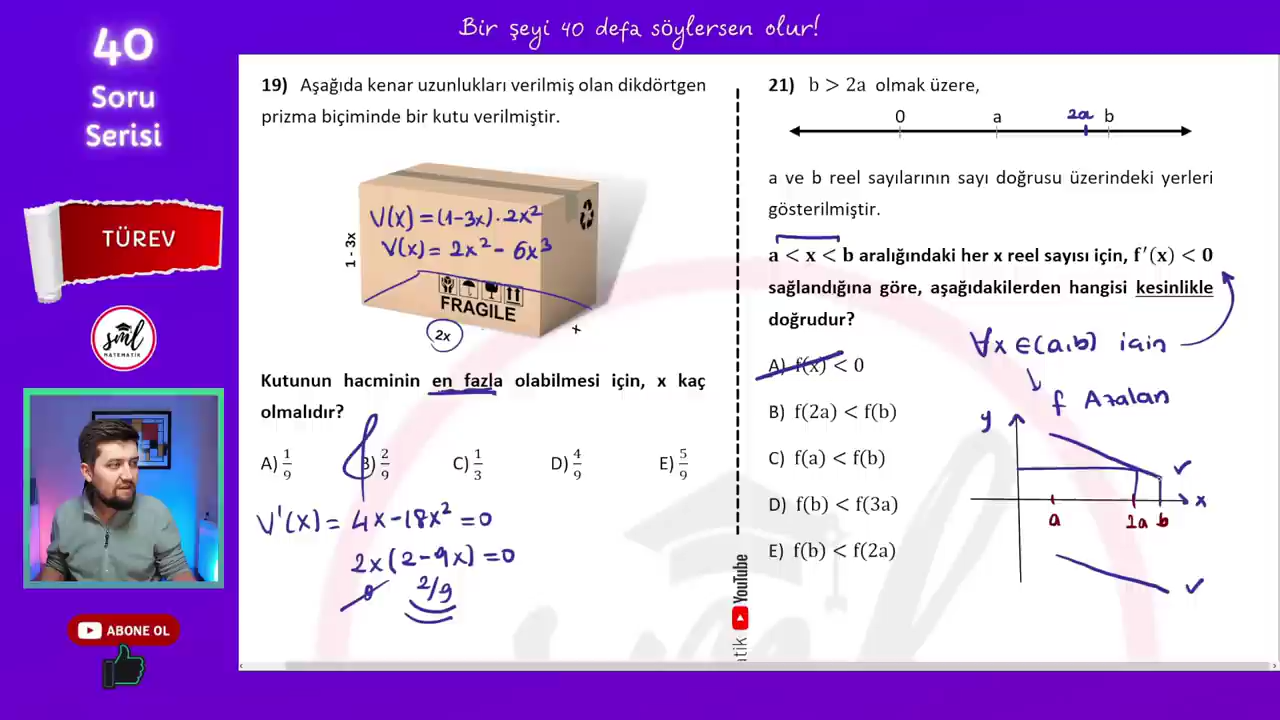 Bir şeyi 40 defa söylersen olur!
40
Soru
Serisi
TÜREV
sml
MATEMATİK
ABONE OL
19) Aşağıda kenar uzunlukları verilmiş olan dikdörtgen
prizma biçiminde bir kutu verilmiştir.
V(x) = (1-3x) · 2x²
V(x) = 2x² - 6x³
1 - 3x
FRAGILE
2x
x
Kutunun hacminin en fazla olabilmesi için, x kaç
olmalıdır?
A) 1/9 B) 2/9 C) 1/3 D) 4/9 E) 5/9
V'(x) = 4x - 18x² = 0
2x(2-9x) = 0
0 2/9
YouTube
atik
21) b > 2a olmak üzere,
0 a 2a b
a ve b reel sayılarının sayı doğrusu üzerindeki yerleri
gösterilmiştir.
a < x < b aralığındaki her x reel sayısı için, f′(x) < 0
sağlandığına göre, aşağıdakilerden hangisi kesinlikle
doğrudur?
∀x ∈ (a,b) için
A) f(x) < 0
f Azalan
B) f(2a) < f(b)
C) f(a) < f(b)
D) f(b) < f(3a)
E) f(b) < f(2a)
y
x
a 2a b